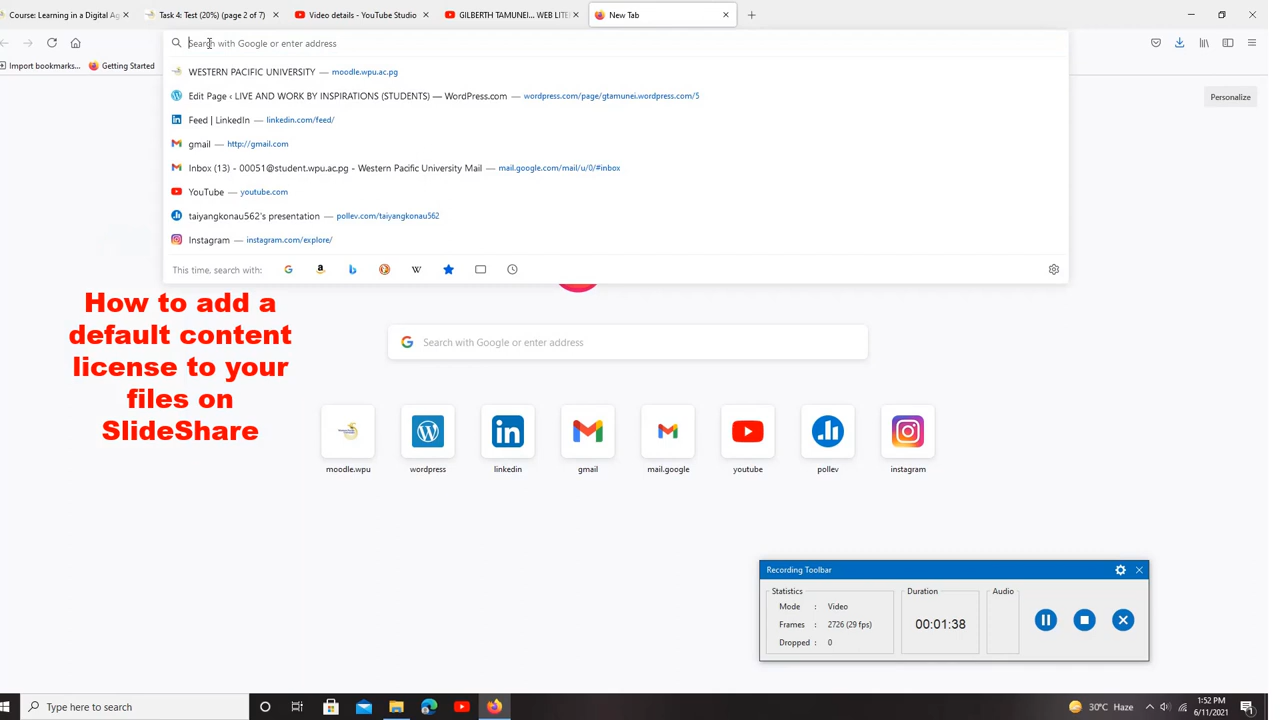 Course: Learning in a Digital Ag
Task 4: Test (20%) (page 2 of 7)
Video details - YouTube Studio
GILBERTH TAMUNEI... WEB LITE
New Tab
Search with Google or enter address
Import bookmarks...
Getting Started
WESTERN PACIFIC UNIVERSITY — moodle.wpu.ac.pg
Edit Page ‹ LIVE AND WORK BY INSPIRATIONS (STUDENTS) — WordPress.com — wordpress.com/page/gtamunei.wordpress.com/5
Feed | LinkedIn — linkedin.com/feed/
gmail — http://gmail.com
Inbox (13) - 00051@student.wpu.ac.pg - Western Pacific University Mail — mail.google.com/mail/u/0/#inbox
YouTube — youtube.com
taiyangkonau562's presentation — pollev.com/taiyangkonau562
Instagram — instagram.com/explore/
This time, search with:
Personalize
How to add a
default content
license to your
files on
SlideShare
Search with Google or enter address
moodle.wpu
wordpress
linkedin
gmail
mail.google
youtube
pollev
instagram
Recording Toolbar
Statistics
Mode : Video
Frames : 2726 (29 fps)
Dropped : 0
Duration
00:01:38
Audio
Type here to search
30°C Haze
1:52 PM
6/11/2021